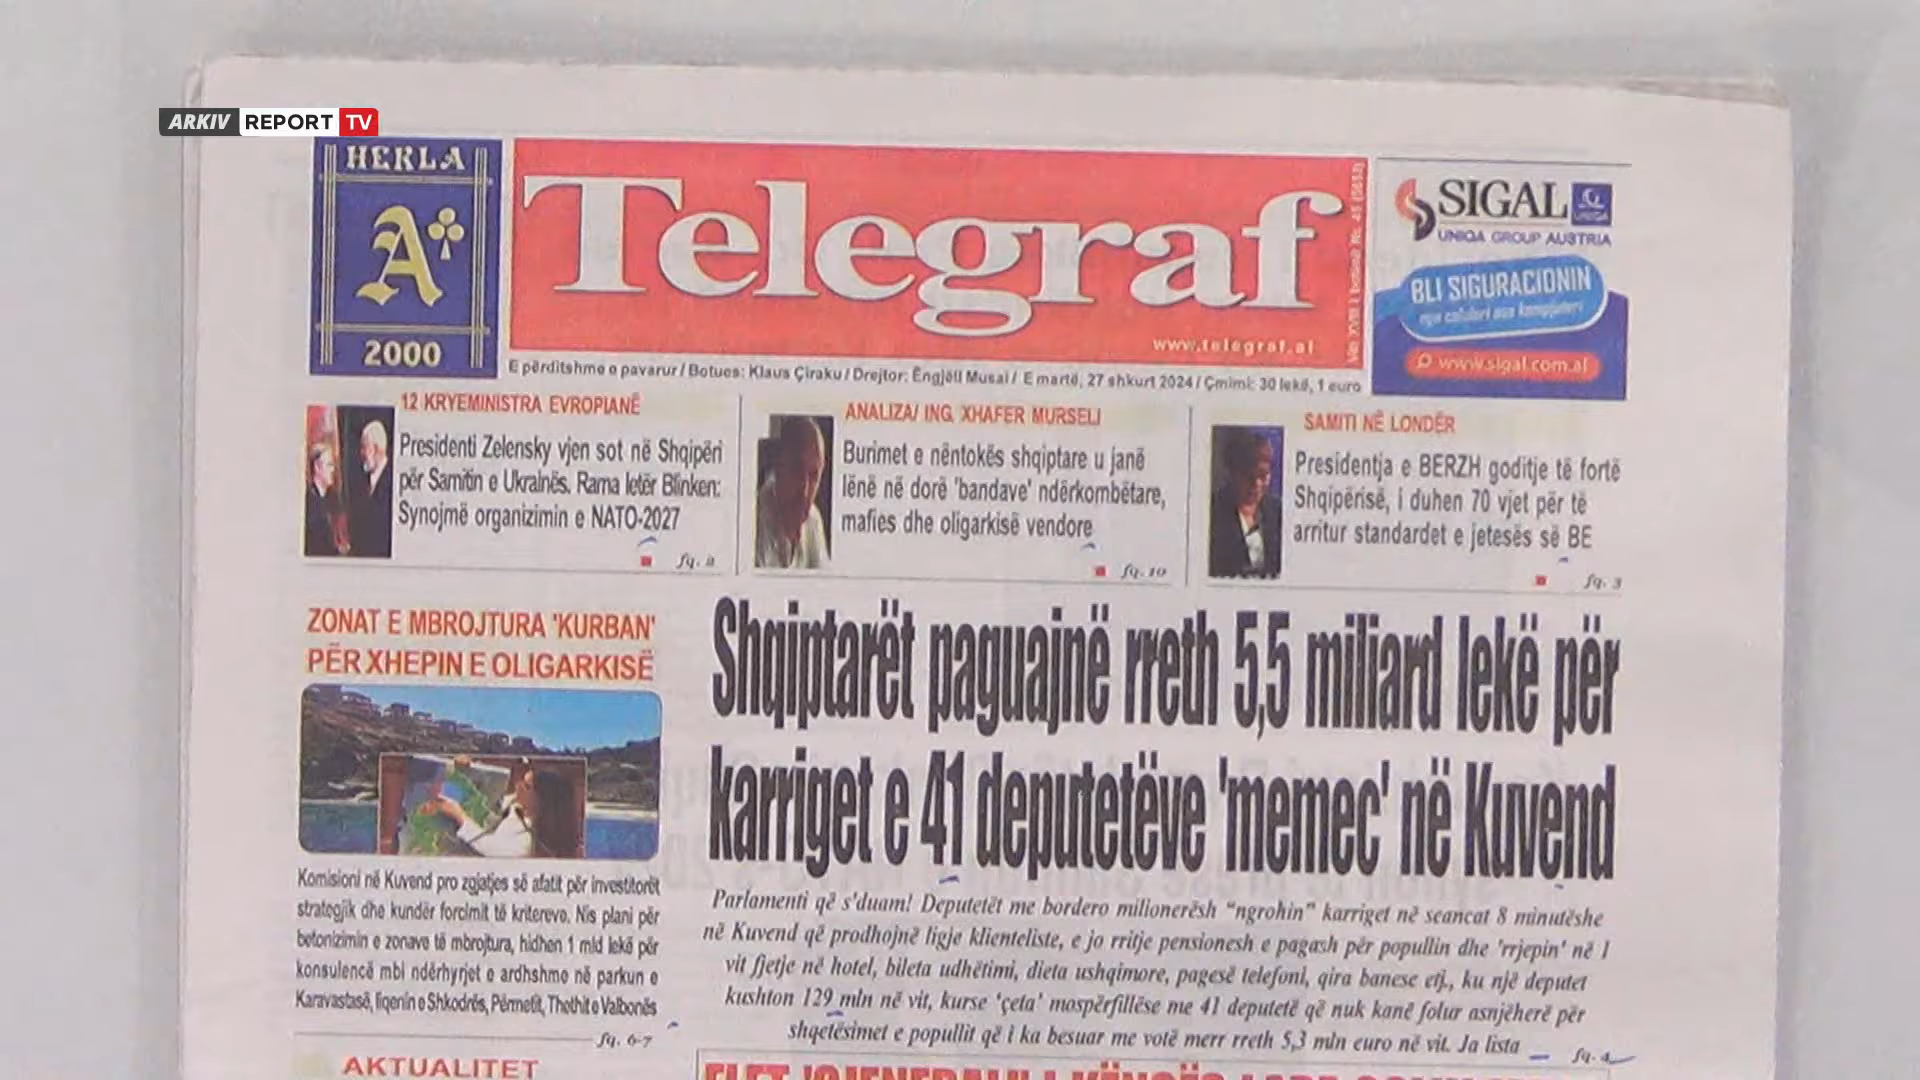 ARKIV REPORT TV
HERLA
A
2000
Telegraf
www.telegraf.al
SIGAL
UNIQA
UNIQA GROUP AUSTRIA
BLI SIGURACIONIN
nga celulari ose kompjuteri
www.sigal.com.al
E përditshme e pavarur / Botues: Klaus Çiraku / Drejtor: Ëngjëll Musai / E martë, 27 shkurt 2024 / Çmimi: 30 lekë, 1 euro
12 KRYEMINISTRA EVROPIANË
Presidenti Zelensky vjen sot në Shqipëri
për Samitin e Ukrainës. Rama letër Blinken:
Synojmë organizimin e NATO-2027
fq. 2
ANALIZA/ ING. XHAFER MURSELI
Burimet e nëntokës shqiptare u janë
lënë në dorë 'bandave' ndërkombëtare,
mafies dhe oligarkisë vendore
fq. 10
SAMITI NË LONDËR
Presidentja e BERZH goditje të fortë
Shqipërisë, i duhen 70 vjet për të
arritur standardet e jetesës së BE
fq. 3
ZONAT E MBROJTURA 'KURBAN'
PËR XHEPIN E OLIGARKISË
Komisioni në Kuvend pro zgjatjes së afatit për investitorët
strategjik dhe kundër forcimit të kritereve. Nis plani për
betonizimin e zonave të mbrojtura, hidhen 1 mld lekë për
konsulencë mbi ndërhyrjet e ardhshme në parkun e
Karavastasë, liqenin e Shkodrës, Përmetit, Thethit e Valbonës
fq. 6-7
AKTUALITET
Shqiptarët paguajnë rreth 5,5 miliard lekë për
karriget e 41 deputetëve 'memec' në Kuvend
Parlamenti që s'duam! Deputetët me bordero milionerësh "ngrohin" karriget në seancat 8 minutëshe
në Kuvend që prodhojnë ligje klienteliste, e jo rritje pensionesh e pagash për popullin dhe 'rrjepin' në 1
vit fjetje në hotel, bileta udhëtimi, dieta ushqimore, pagesë telefoni, qira banese etj., ku një deputet
kushton 129 mln në vit, kurse 'çeta' mospërfillëse me 41 deputetë që nuk kanë folur asnjëherë për
shqetësimet e popullit që i ka besuar me votë merr rreth 5,3 mln euro në vit. Ja lista
fq. 4